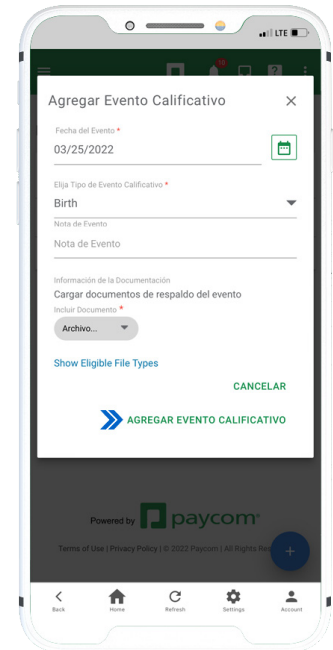 LTE
16
?
Agregar Evento Calificativo
Fecha del Evento *
03/25/2022
Elija Tipo de Evento Calificativo *
Birth
Nota de Evento
Nota de Evento
Información de la Documentación
Cargar documentos de respaldo del evento
Incluir Documento *
Archivo...
Show Eligible File Types
CANCELAR
AGREGAR EVENTO CALIFICATIVO
Powered by paycom®
Terms of Use | Privacy Policy | © 2022 Paycom | All Rights
Back Home Refresh Settings Account